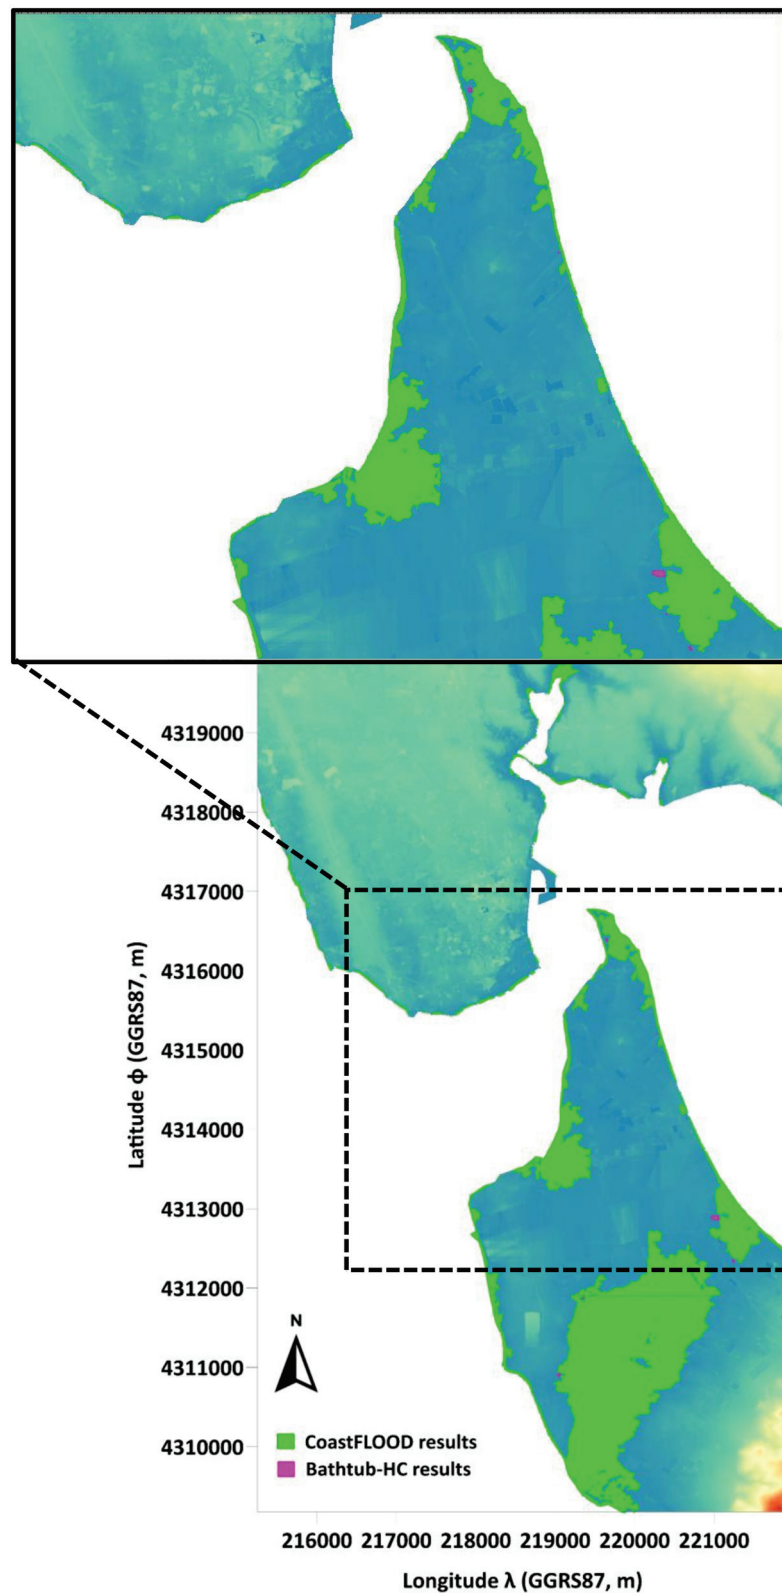 4319000
4318000
4317000
4316000
4315000
4314000
4313000
4312000
4311000
4310000
Latitude ϕ (GGRS87, m)
N
CoastFLOOD results
Bathtub-HC results
216000 217000 218000 219000 220000 221000
Longitude λ (GGRS87, m)